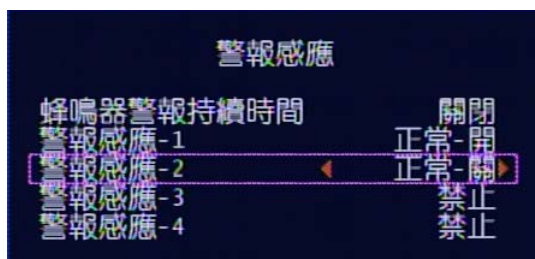 警報感應
蜂鳴器警報持續時間 關閉
警報感應-1 正常-開
警報感應-2 正常-關
警報感應-3 禁止
警報感應-4 禁止